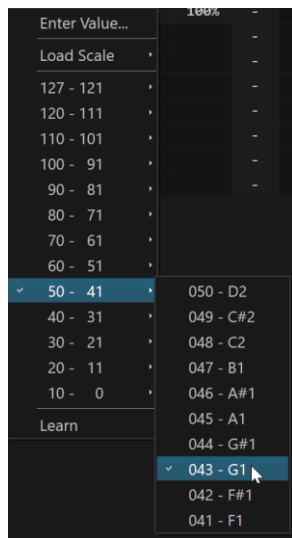 100% -
Enter Value...
-
Load Scale
-
127 - 121
-
120 - 111
-
110 - 101
-
100 - 91
-
90 - 81
-
80 - 71
70 - 61
60 - 51
50 - 41
40 - 31
30 - 21
20 - 11
10 - 0
Learn
050 - D2
049 - C#2
048 - C2
047 - B1
046 - A#1
045 - A1
044 - G#1
043 - G1
042 - F#1
041 - F1